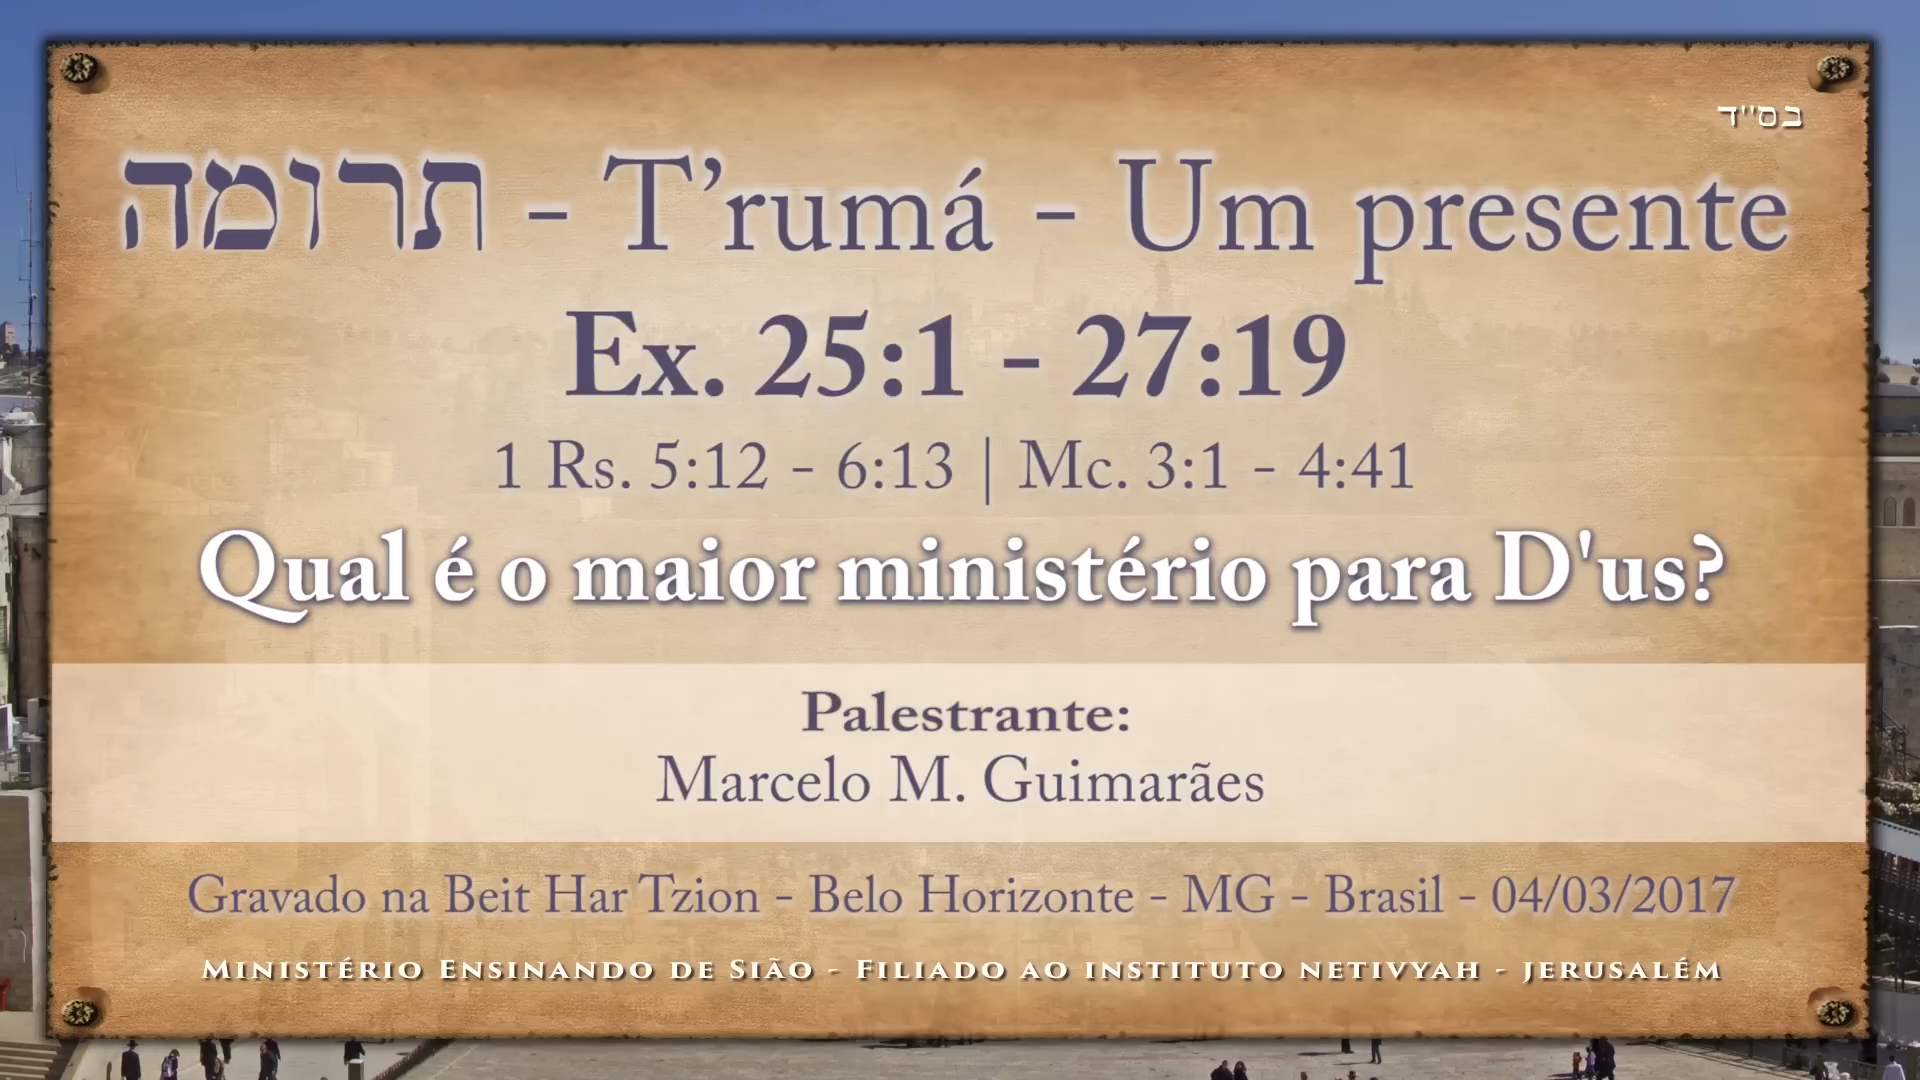 בס"ד
תרומה - T’rumá - Um presente
Ex. 25:1 - 27:19
1 Rs. 5:12 - 6:13 | Mc. 3:1 - 4:41
Qual é o maior ministério para D'us?
Palestrante:
Marcelo M. Guimarães
Gravado na Beit Har Tzion - Belo Horizonte - MG - Brasil - 04/03/2017
Ministério Ensinando de Sião - Filiado ao instituto netivyah - jerusalém